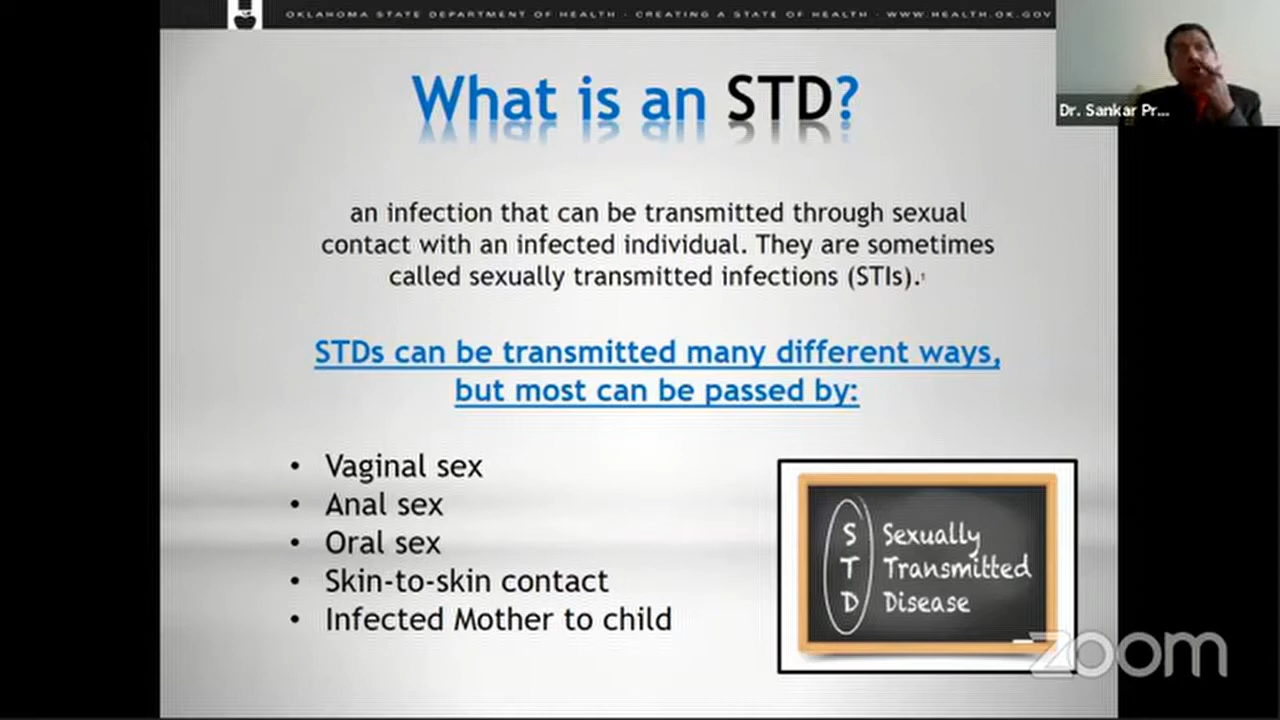 OKLAHOMA STATE DEPARTMENT OF HEALTH · CREATING A STATE OF HEALTH · WWW.HEALTH.OK.GOV
Dr. Sankar Pr...
What is an STD?
an infection that can be transmitted through sexual
contact with an infected individual. They are sometimes
called sexually transmitted infections (STIs).¹
STDs can be transmitted many different ways,
but most can be passed by:
• Vaginal sex
• Anal sex
• Oral sex
• Skin-to-skin contact
• Infected Mother to child
S Sexually
T Transmitted
D Disease
zoom